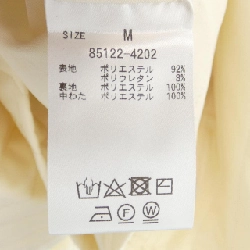 SIZE M
85122-4202
表地 ポリエステル 92%
ポリウレタン 8%
裏地 ポリエステル 100%
中わた ポリエステル 100%
F W